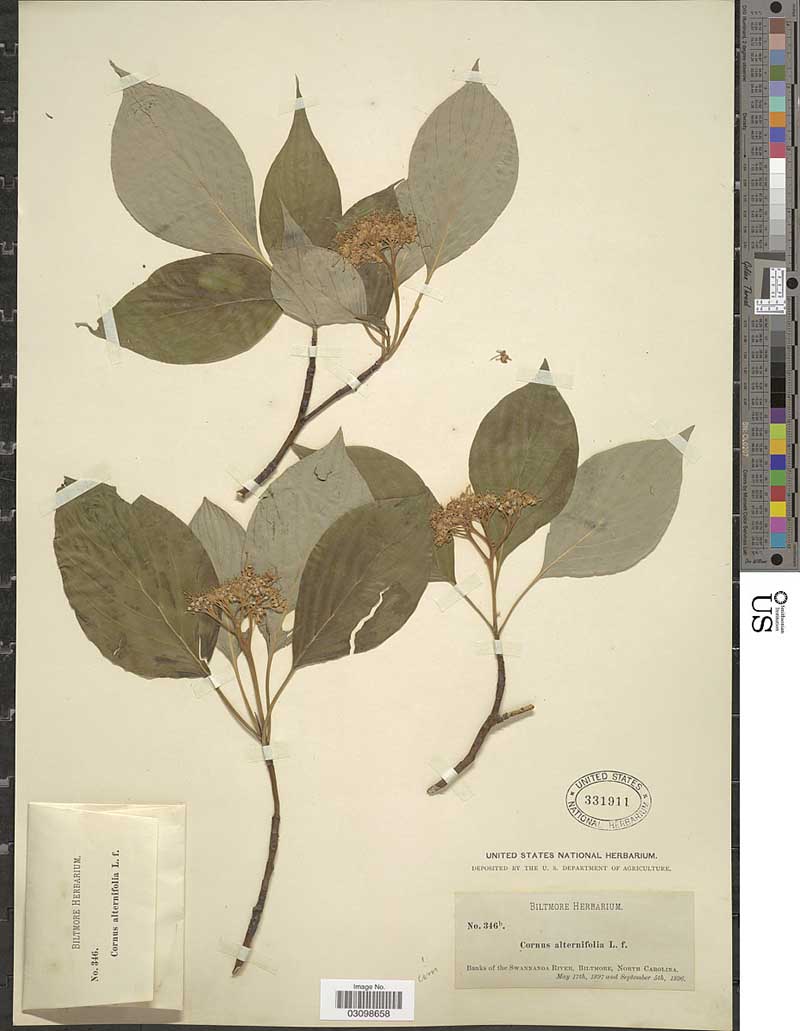 UNITED STATES
331911
NATIONAL HERBARIUM
UNITED STATES NATIONAL HERBARIUM.
DEPOSITED BY THE U. S. DEPARTMENT OF AGRICULTURE.
BILTMORE HERBARIUM.
No. 346b.
Cornus alternifolia L. f.
Banks of the Swannanoa River, Biltmore, North Carolina.
May 17th, 1897 and September 5th, 1896.
BILTMORE HERBARIUM.
No. 346.
Cornus alternifolia L. f.
Image No.
03098658
Golden Thread
US
Smithsonian
Institution